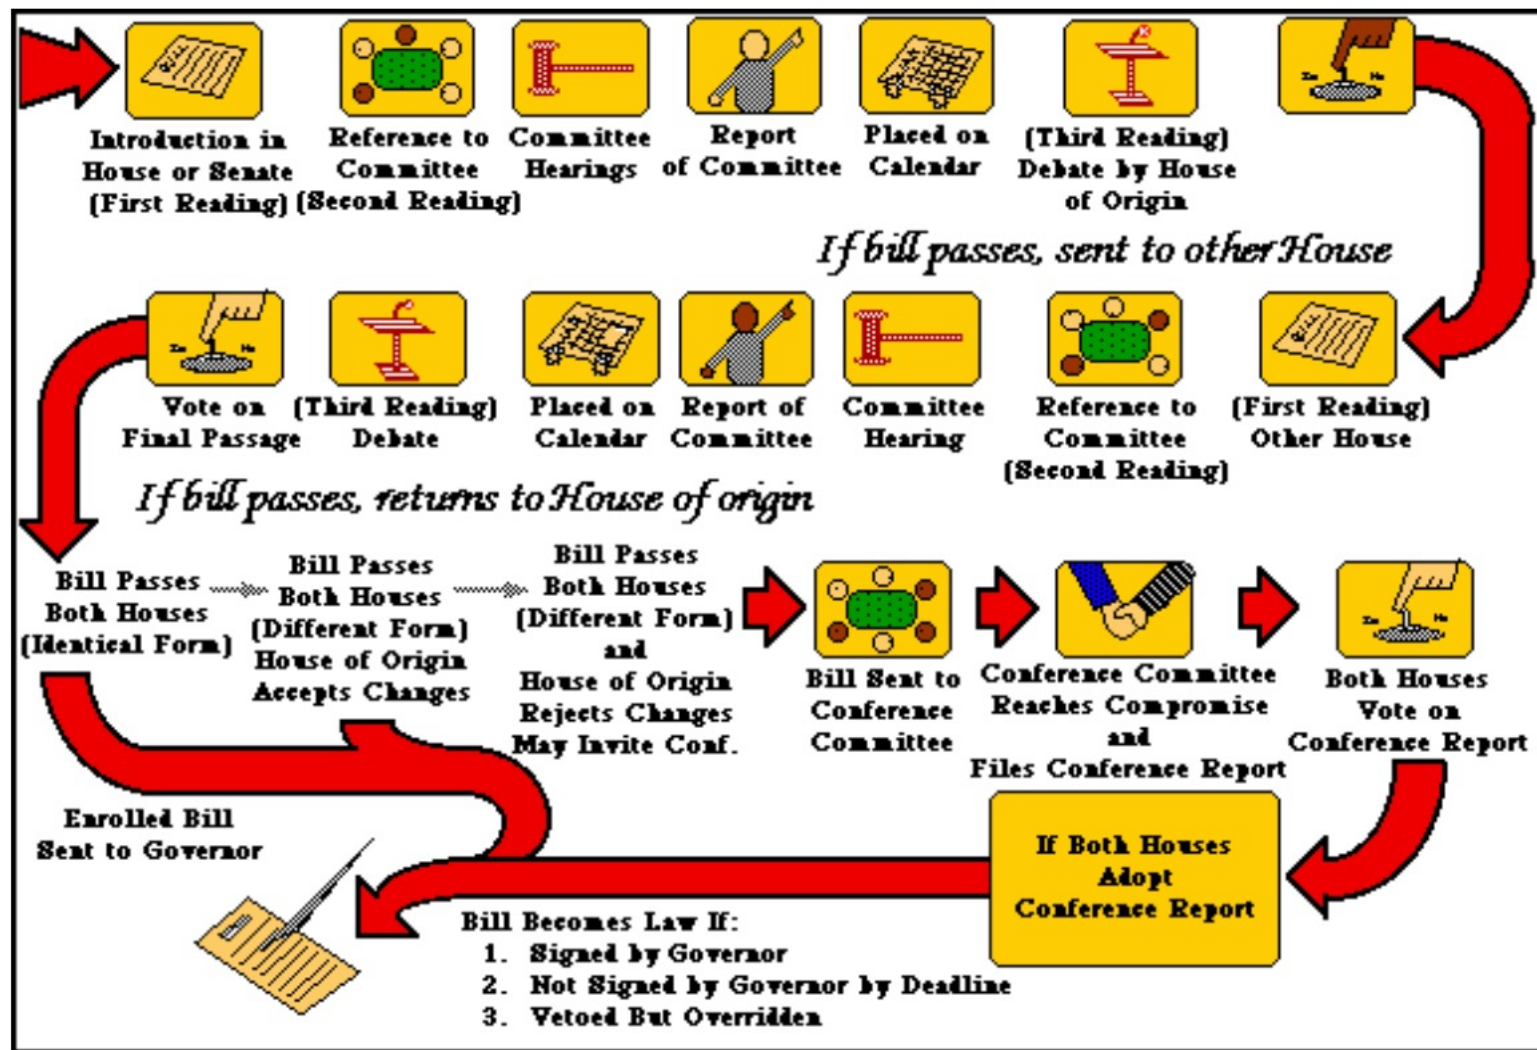 Introduction in
House or Senate
(First Reading)
Reference to
Committee
(Second Reading)
Committee
Hearings
Report
of Committee
Placed on
Calendar
(Third Reading)
Debate by House
of Origin
If bill passes, sent to other House
Vote on
Final Passage
(Third Reading)
Debate
Placed on
Calendar
Report of
Committee
Committee
Hearing
Reference to
Committee
(Second Reading)
(First Reading)
Other House
If bill passes, returns to House of origin
Bill Passes
Both Houses
(Identical Form)
Bill Passes
Both Houses
(Different Form)
House of Origin
Accepts Changes
Bill Passes
Both Houses
(Different Form)
and
House of Origin
Rejects Changes
May Invite Conf.
Bill Sent to
Conference
Committee
Conference Committee
Reaches Compromise
and
Files Conference Report
Both Houses
Vote on
Conference Report
Enrolled Bill
Sent to Governor
If Both Houses
Adopt
Conference Report
Bill Becomes Law If:
1. Signed by Governor
2. Not Signed by Governor by Deadline
3. Vetoed But Overridden